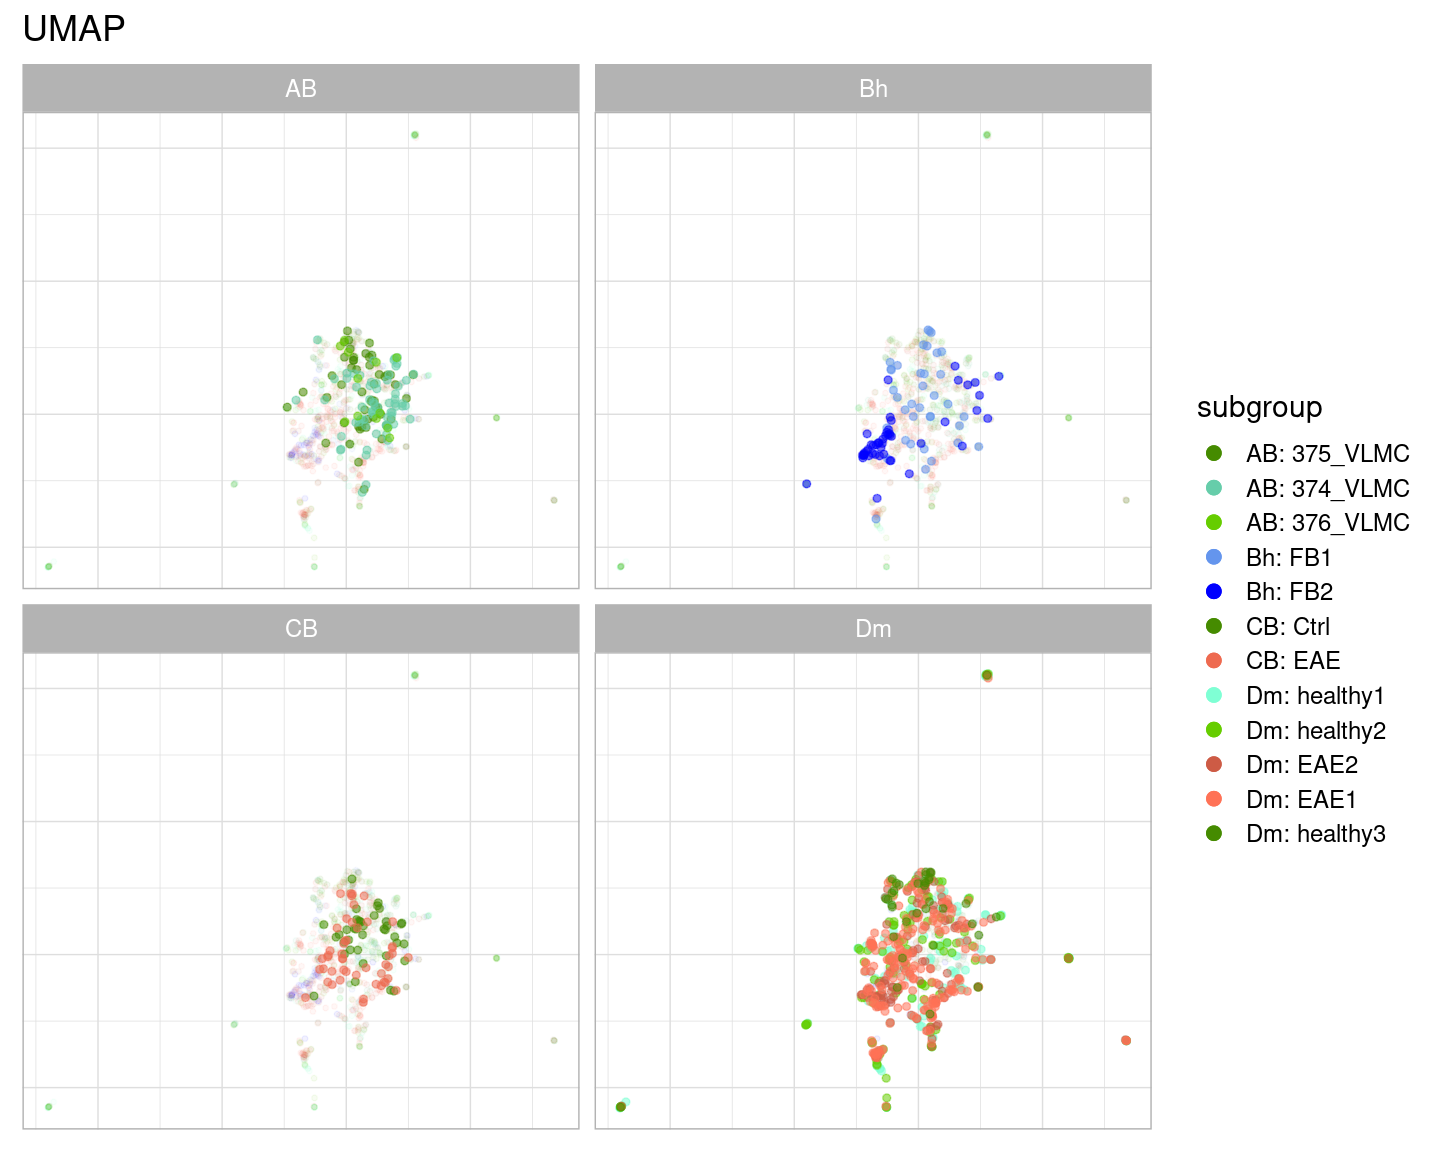 UMAP
AB
Bh
CB
Dm
subgroup
AB: 375_VLMC
AB: 374_VLMC
AB: 376_VLMC
Bh: FB1
Bh: FB2
CB: Ctrl
CB: EAE
Dm: healthy1
Dm: healthy2
Dm: EAE2
Dm: EAE1
Dm: healthy3